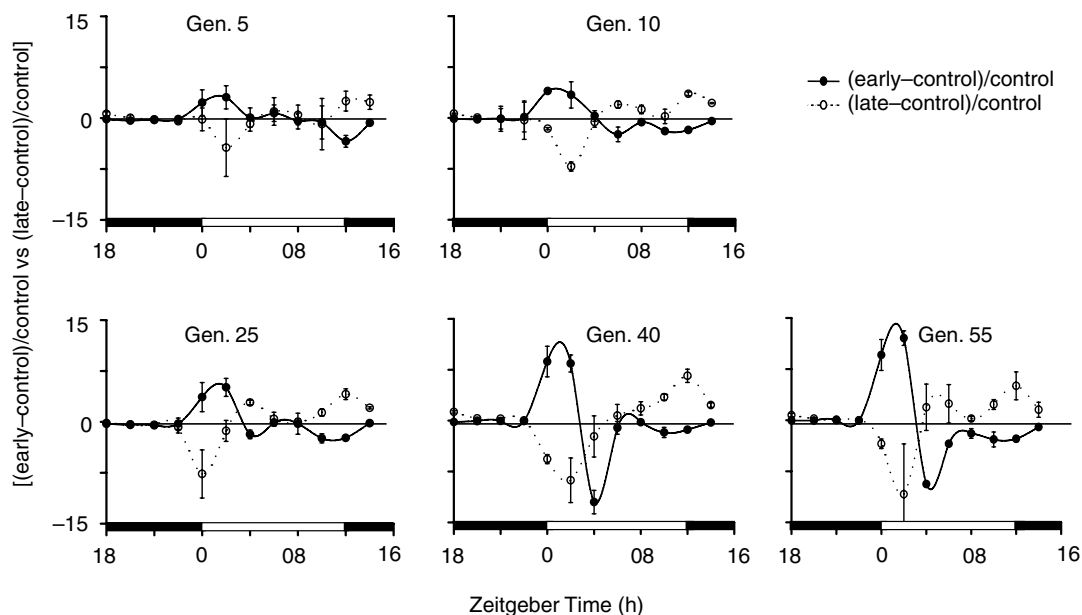 [(early–control)/control vs (late–control)/control]
Gen. 5
15
0
–15
18
0
08
16
Gen. 10
18
0
08
16
(early–control)/control
(late–control)/control
Gen. 25
15
0
–15
18
0
08
16
Gen. 40
18
0
08
16
Gen. 55
18
0
08
16
Zeitgeber Time (h)